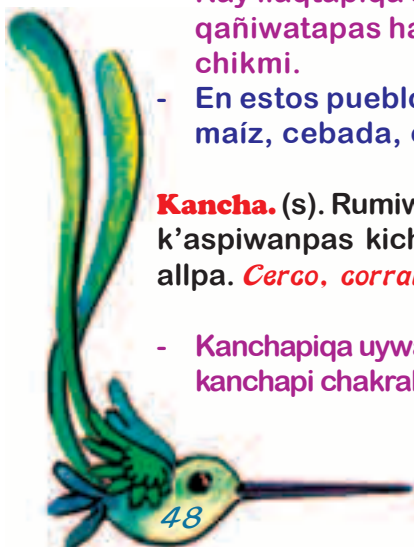 qañiwatapas ha
chikmi.
- En estos pueblo
maíz, cebada,
Kancha. (s). Rumiw
k’aspiwanpas kich
allpa. Cerco, corral
- Kanchapiqa uywa
kanchapi chakral
48